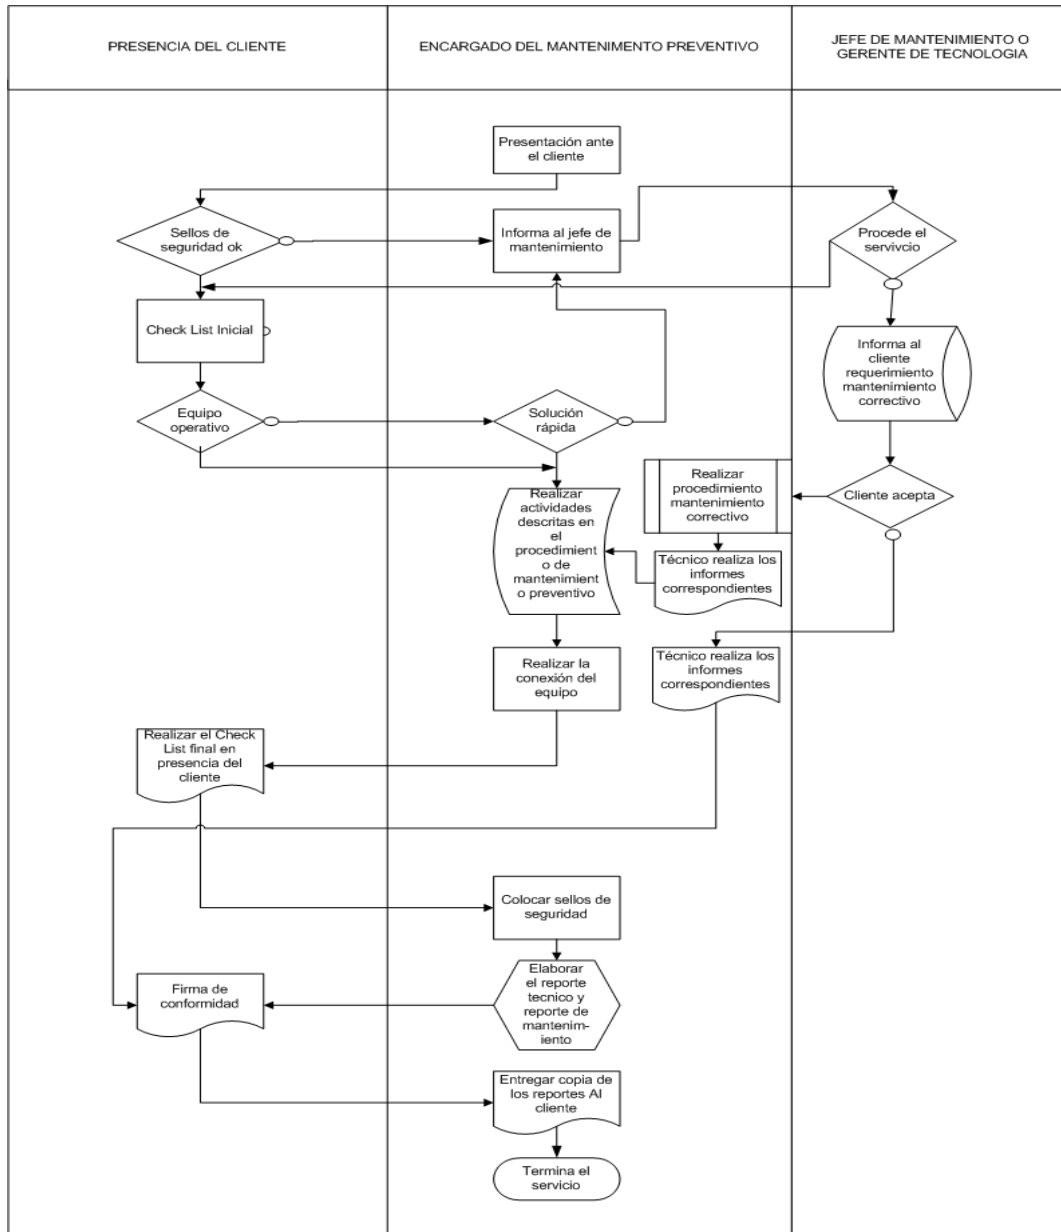 PRESENCIA DEL CLIENTE
ENCARGADO DEL MANTENIMENTO PREVENTIVO
JEFE DE MANTENIMIENTO O
GERENTE DE TECNOLOGIA
Presentación ante
el cliente
Sellos de
seguridad ok
Informa al jefe de
mantenimiento
Procede el
servivcio
Check List Inicial
Informa al
cliente
requerimiento
mantenimiento
correctivo
Equipo
operativo
Solución
rápida
Realizar
procedimiento
mantenimiento
correctivo
Cliente acepta
Realizar
actividades
descritas en
el
procedimient
o de
mantenimient
o preventivo
Técnico realiza los
informes
correspondientes
Realizar la
conexión del
equipo
Técnico realiza los
informes
correspondientes
Realizar el Check
List final en
presencia del
cliente
Colocar sellos de
seguridad
Elaborar
el reporte
tecnico y
reporte de
mantenim-
iento
Firma de
conformidad
Entregar copia de
los reportes Al
cliente
Termina el
servicio